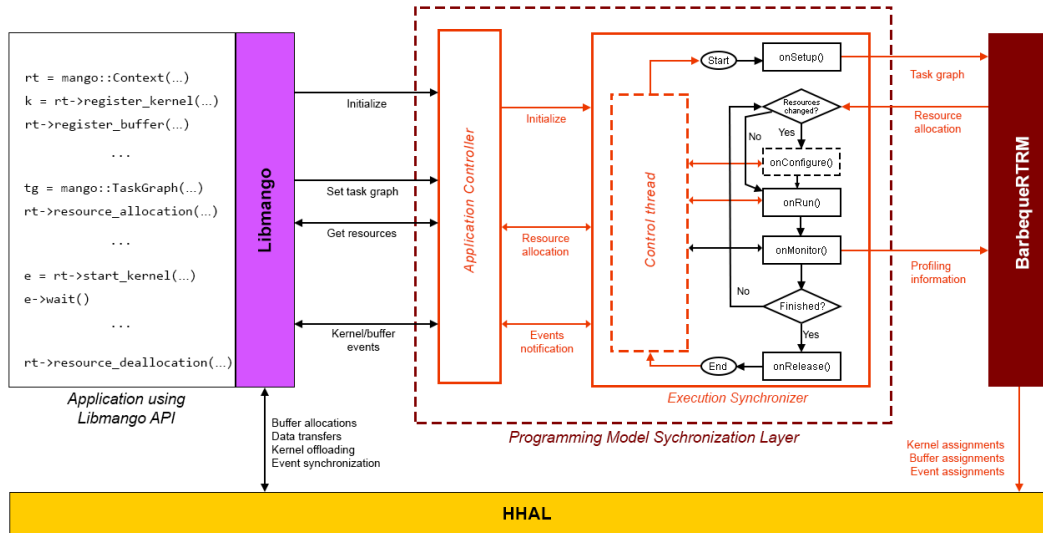 rt = mango::Context(...)
k = rt->register_kernel(...)
rt->register_buffer(...)
...
tg = mango::TaskGraph(...)
rt->resource_allocation(...)
...
e = rt->start_kernel(...)
e->wait()
...
rt->resource_deallocation(...)
Application using
Libmango API
Libmango
Initialize
Set task graph
Get resources
Kernel/buffer
events
Buffer allocations
Data transfers
Kernel offloading
Event synchronization
Application Controller
Initialize
Resource
allocation
Events
notification
Control thread
Start
onSetup()
Resources
changed?
No
Yes
onConfigure()
onRun()
onMonitor()
No
Finished?
Yes
End
onRelease()
Execution Synchronizer
Programming Model Sychronization Layer
Task graph
Resource
allocation
Profiling
information
BarbequeRTRM
Kernel assignments
Buffer assignments
Event assignments
HHAL